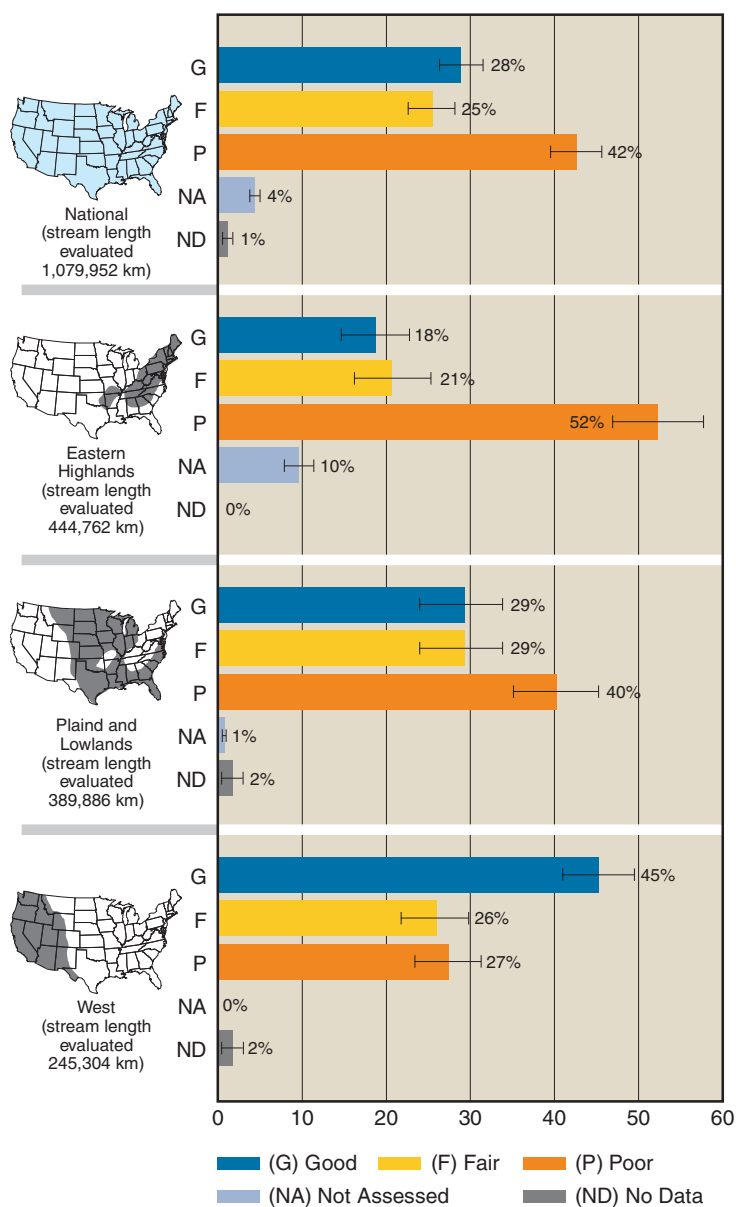 G 28%
F 25%
P 42%
NA 4%
ND 1%
National
(stream length
evaluated
1,079,952 km)
G 18%
F 21%
P 52%
NA 10%
ND 0%
Eastern
Highlands
(stream length
evaluated
444,762 km)
G 29%
F 29%
P 40%
NA 1%
ND 2%
Plaind and
Lowlands
(stream length
evaluated
389,886 km)
G 45%
F 26%
P 27%
NA 0%
ND 2%
West
(stream length
evaluated
245,304 km)
0 10 20 30 40 50 60
(G) Good (F) Fair (P) Poor
(NA) Not Assessed (ND) No Data